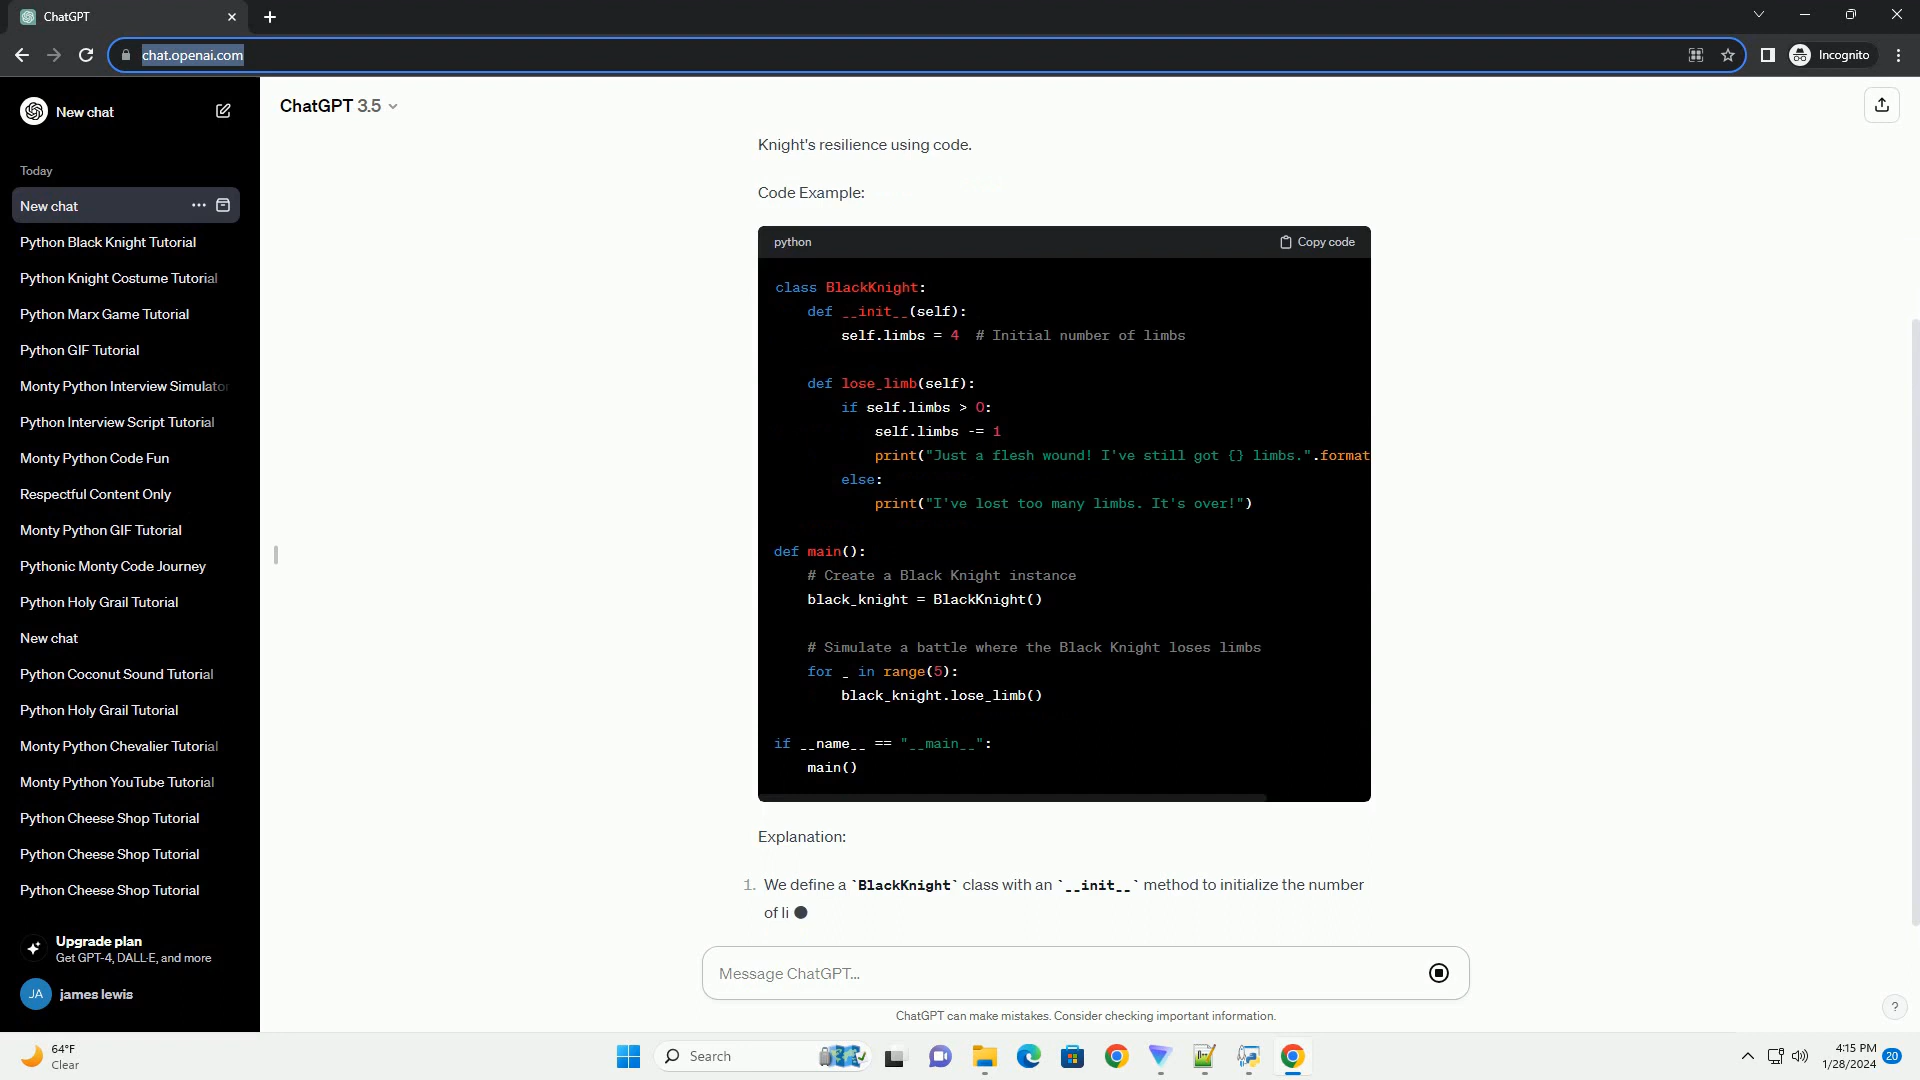 ChatGPT
chat.openai.com
Incognito
New chat
ChatGPT 3.5
Today
New chat
Python Black Knight Tutorial
Python Knight Costume Tutorial
Python Marx Game Tutorial
Python GIF Tutorial
Monty Python Interview Simulator
Python Interview Script Tutorial
Monty Python Code Fun
Respectful Content Only
Monty Python GIF Tutorial
Pythonic Monty Code Journey
Python Holy Grail Tutorial
New chat
Python Coconut Sound Tutorial
Python Holy Grail Tutorial
Monty Python Chevalier Tutorial
Monty Python YouTube Tutorial
Python Cheese Shop Tutorial
Python Cheese Shop Tutorial
Python Cheese Shop Tutorial
Upgrade plan
Get GPT-4, DALL·E, and more
JA james lewis
Knight's resilience using code.
Code Example:
python Copy code
class BlackKnight:
    def __init__(self):
        self.limbs = 4  # Initial number of limbs
    def lose_limb(self):
        if self.limbs > 0:
            self.limbs -= 1
            print("Just a flesh wound! I've still got {} limbs.".format
        else:
            print("I've lost too many limbs. It's over!")
def main():
    # Create a Black Knight instance
    black_knight = BlackKnight()
    # Simulate a battle where the Black Knight loses limbs
    for _ in range(5):
        black_knight.lose_limb()
if __name__ == "__main__":
    main()
Explanation:
1. We define a `BlackKnight` class with an `__init__` method to initialize the number
of li
Message ChatGPT...
ChatGPT can make mistakes. Consider checking important information.
?
64°F
Clear
Search
4:15 PM
1/28/2024
20